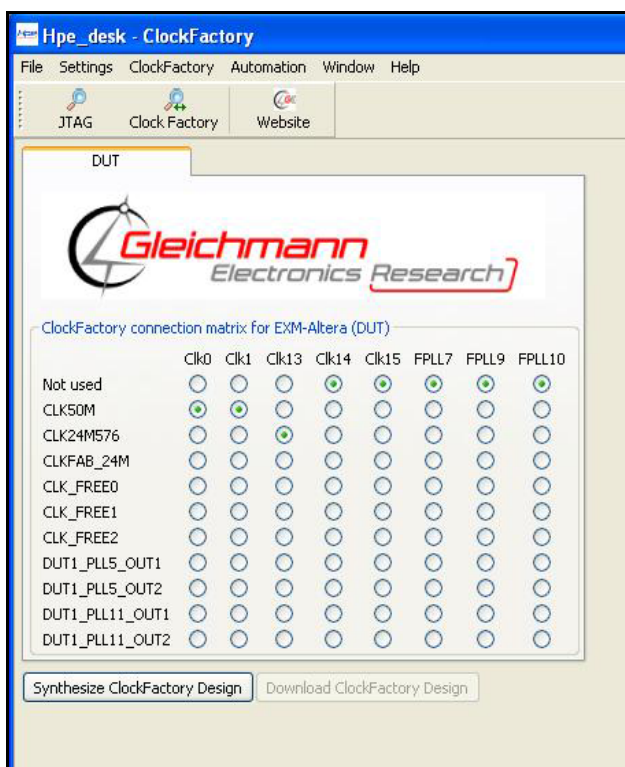 Hpe_desk - ClockFactory
File Settings ClockFactory Automation Window Help
JTAG Clock Factory Website
DUT
Gleichmann
Electronics Research
ClockFactory connection matrix for EXM-Altera (DUT)
Clk0 Clk1 Clk13 Clk14 Clk15 FPLL7 FPLL9 FPLL10
Not used
CLK50M
CLK24M576
CLKFAB_24M
CLK_FREE0
CLK_FREE1
CLK_FREE2
DUT1_PLL5_OUT1
DUT1_PLL5_OUT2
DUT1_PLL11_OUT1
DUT1_PLL11_OUT2
Synthesize ClockFactory Design Download ClockFactory Design